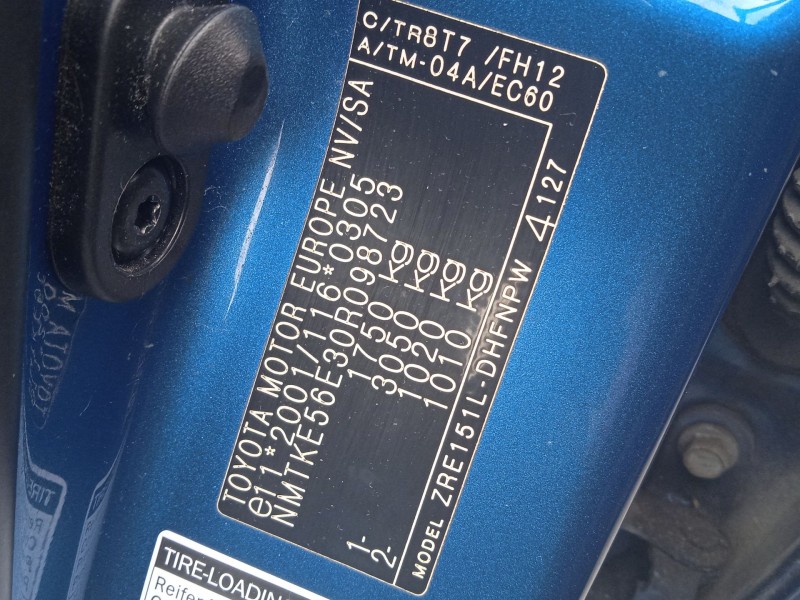 TOYOTA MOTOR EUROPE NV/SA
e11*2001/116*0305
NMTKE56E30R098723
1750 kg
3050 kg
1- 1020 kg
2- 1010 kg
MODEL ZRE151L-DHFNPW 4 127
C/TR8T7 /FH12
A/TM-04A/EC60
TIRE-LOADING
Reifen